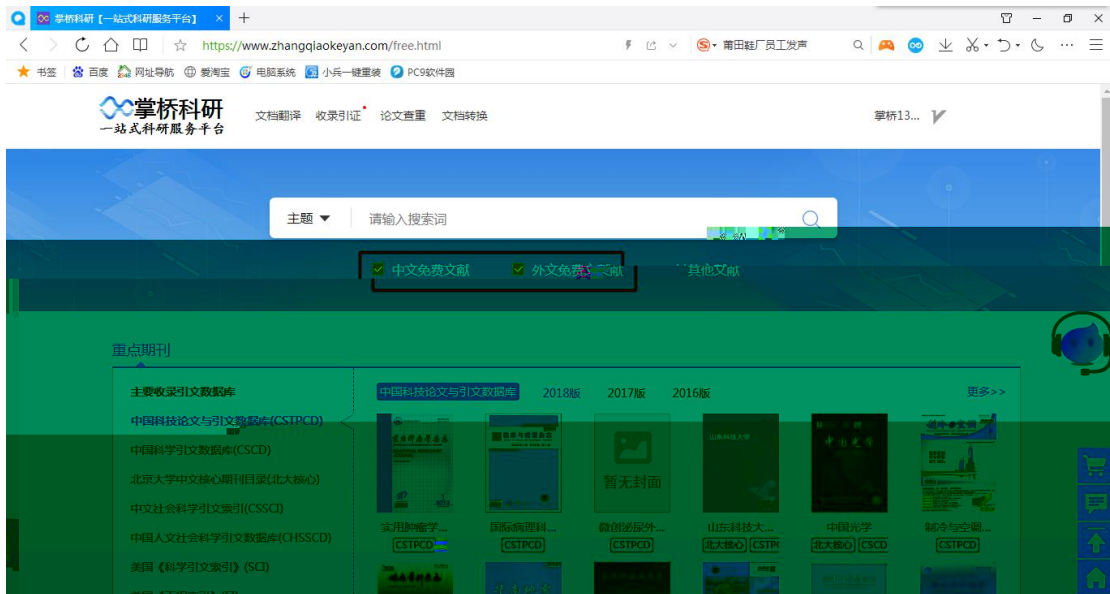 掌桥科研【一站式科研服务平台】
https://www.zhangqiaokeyan.com/free.html
莆田鞋厂员工发声
书签 百度 网址导航 爱淘宝 电脑系统 小兵一键重装 PC9软件园
掌桥科研
一站式科研服务平台
文档翻译 收录引证 论文查重 文档转换
掌桥13...
主题 请输入搜索词
中文免费文献 外文免费文献 其他文献
重点期刊
主要收录引文数据库
中国科技论文与引文数据库 2018版 2017版 2016版 更多>>
中国科技论文与引文数据库(CSTPCD)
中国科学引文数据库(CSCD)
北京大学中文核心期刊目录(北大核心)
中文社会科学引文索引(CSSCI)
中国人文社会科学引文数据库(CHSSCD)
美国《科学引文索引》(SCI)
山东科技大学
中国光学
暂无封面
实用肿瘤学... 国际病理科... 微创泌尿外... 山东科技大... 中国光学 制冷与空调...
CSTPCD CSTPCD CSTPCD 北大核心 CSTP 北大核心 CSCD CSTPCD